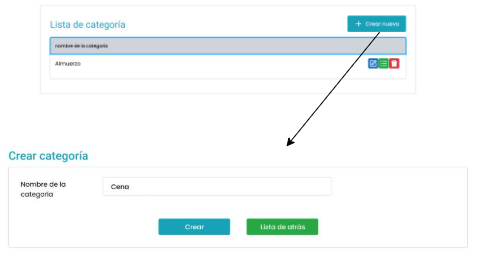 Lista de categoría
+ Crear nuevo
nombre de la categoría
Almuerzo
Crear categoría
Nombre de la
categoría
Cena
Crear
Lista de atrás